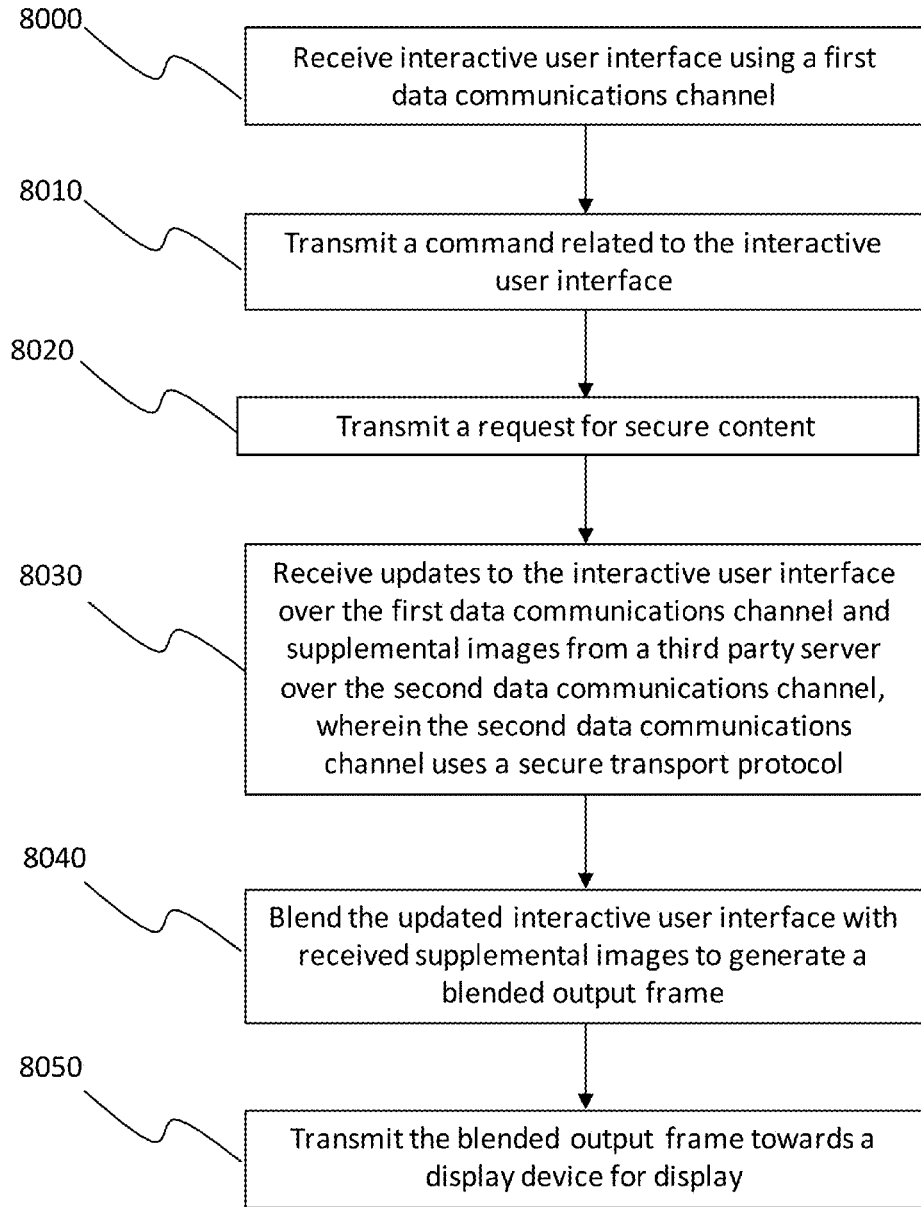 8000
Receive interactive user interface using a first
data communications channel
8010
Transmit a command related to the interactive
user interface
8020
Transmit a request for secure content
8030
Receive updates to the interactive user interface
over the first data communications channel and
supplemental images from a third party server
over the second data communications channel,
wherein the second data communications
channel uses a secure transport protocol
8040
Blend the updated interactive user interface with
received supplemental images to generate a
blended output frame
8050
Transmit the blended output frame towards a
display device for display